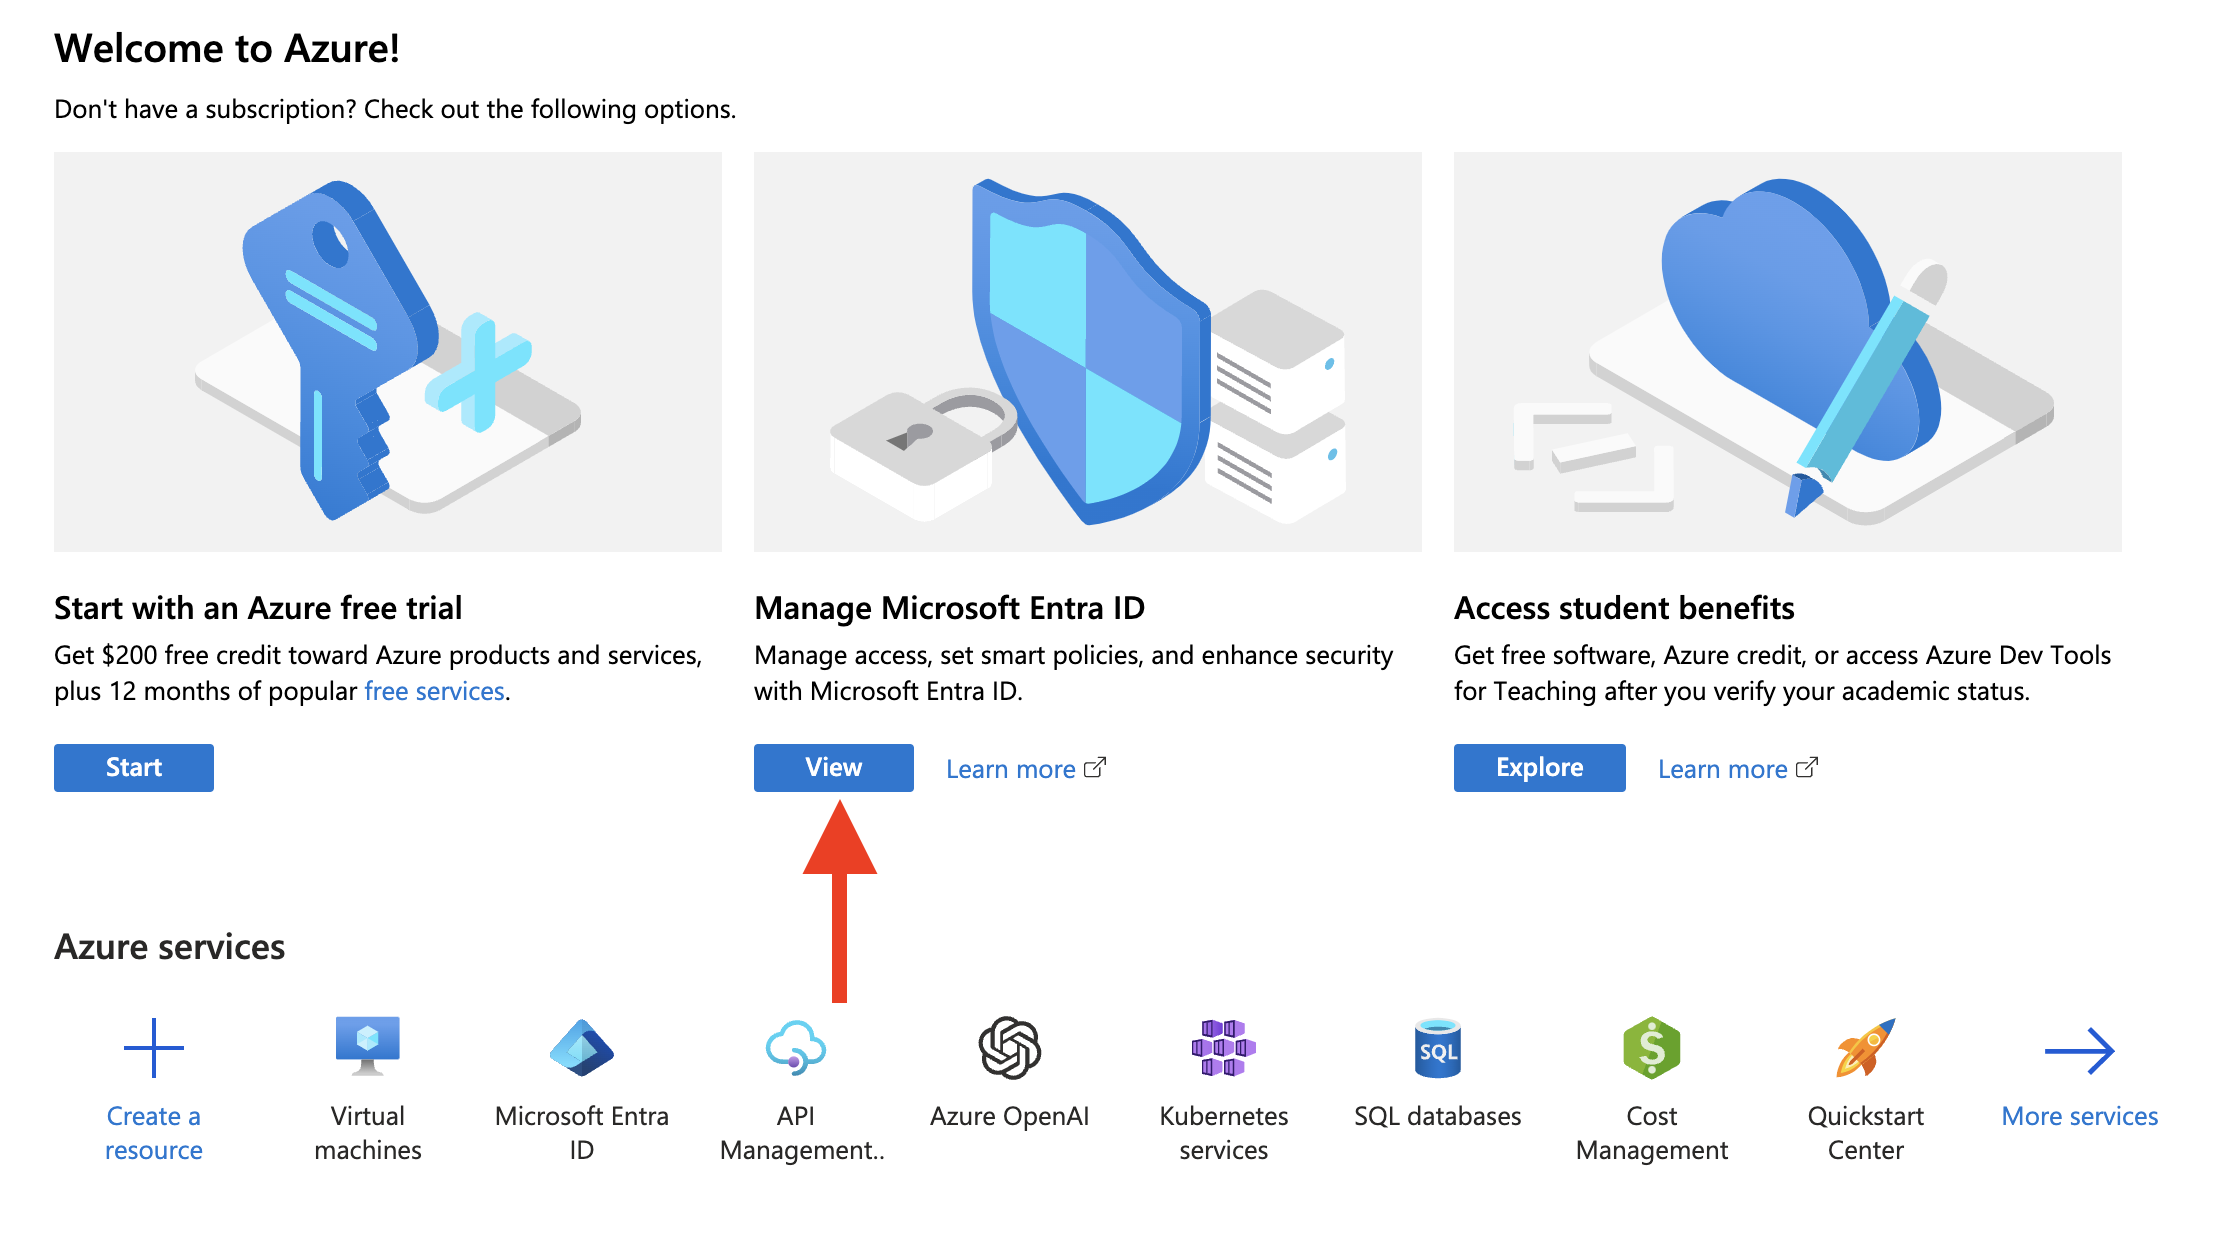 Welcome to Azure!
Don't have a subscription? Check out the following options.
Start with an Azure free trial
Get $200 free credit toward Azure products and services,
plus 12 months of popular free services.
Start
Manage Microsoft Entra ID
Manage access, set smart policies, and enhance security
with Microsoft Entra ID.
View
Learn more
Access student benefits
Get free software, Azure credit, or access Azure Dev Tools
for Teaching after you verify your academic status.
Explore
Learn more
Azure services
Create a
resource
Virtual
machines
Microsoft Entra
ID
API
Management..
Azure OpenAI
Kubernetes
services
SQL
SQL databases
$
Cost
Management
Quickstart
Center
More services